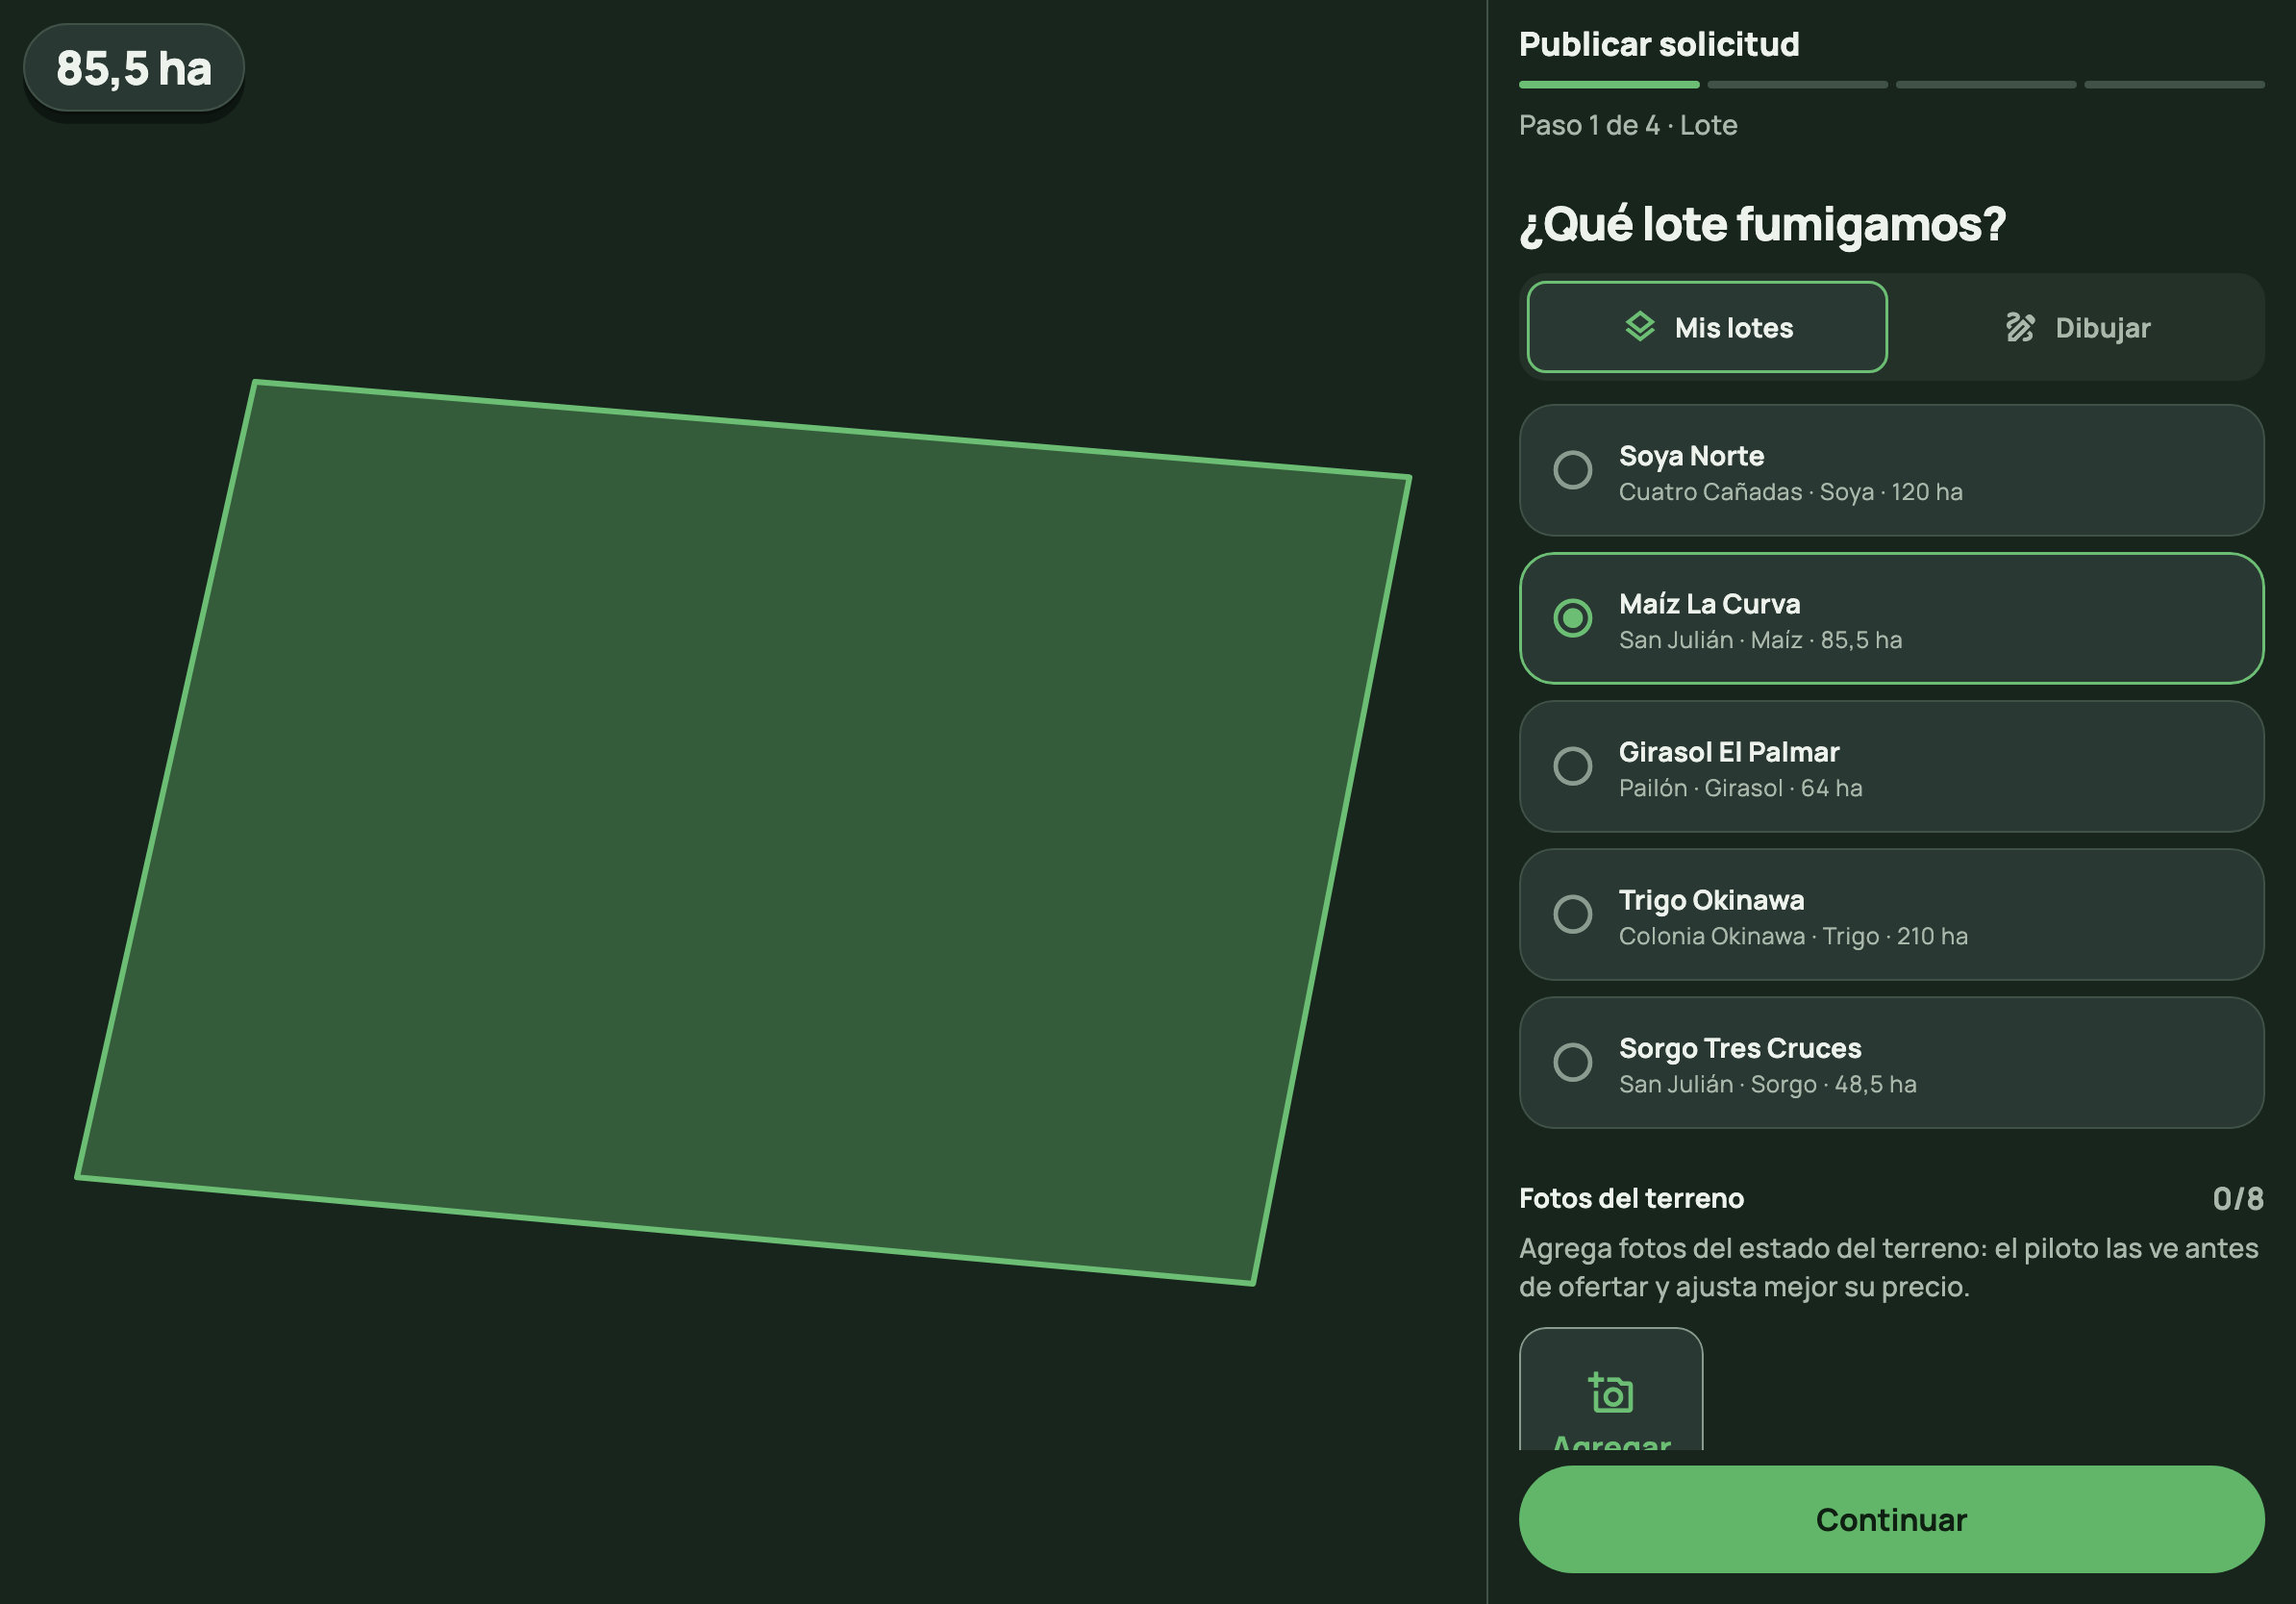 85,5 ha
Publicar solicitud
Paso 1 de 4 · Lote
¿Qué lote fumigamos?
Mis lotes
Dibujar
Soya Norte
Cuatro Cañadas · Soya · 120 ha
Maíz La Curva
San Julián · Maíz · 85,5 ha
Girasol El Palmar
Pailón · Girasol · 64 ha
Trigo Okinawa
Colonia Okinawa · Trigo · 210 ha
Sorgo Tres Cruces
San Julián · Sorgo · 48,5 ha
Fotos del terreno
0/8
Agrega fotos del estado del terreno: el piloto las ve antes
de ofertar y ajusta mejor su precio.
Agregar
Continuar